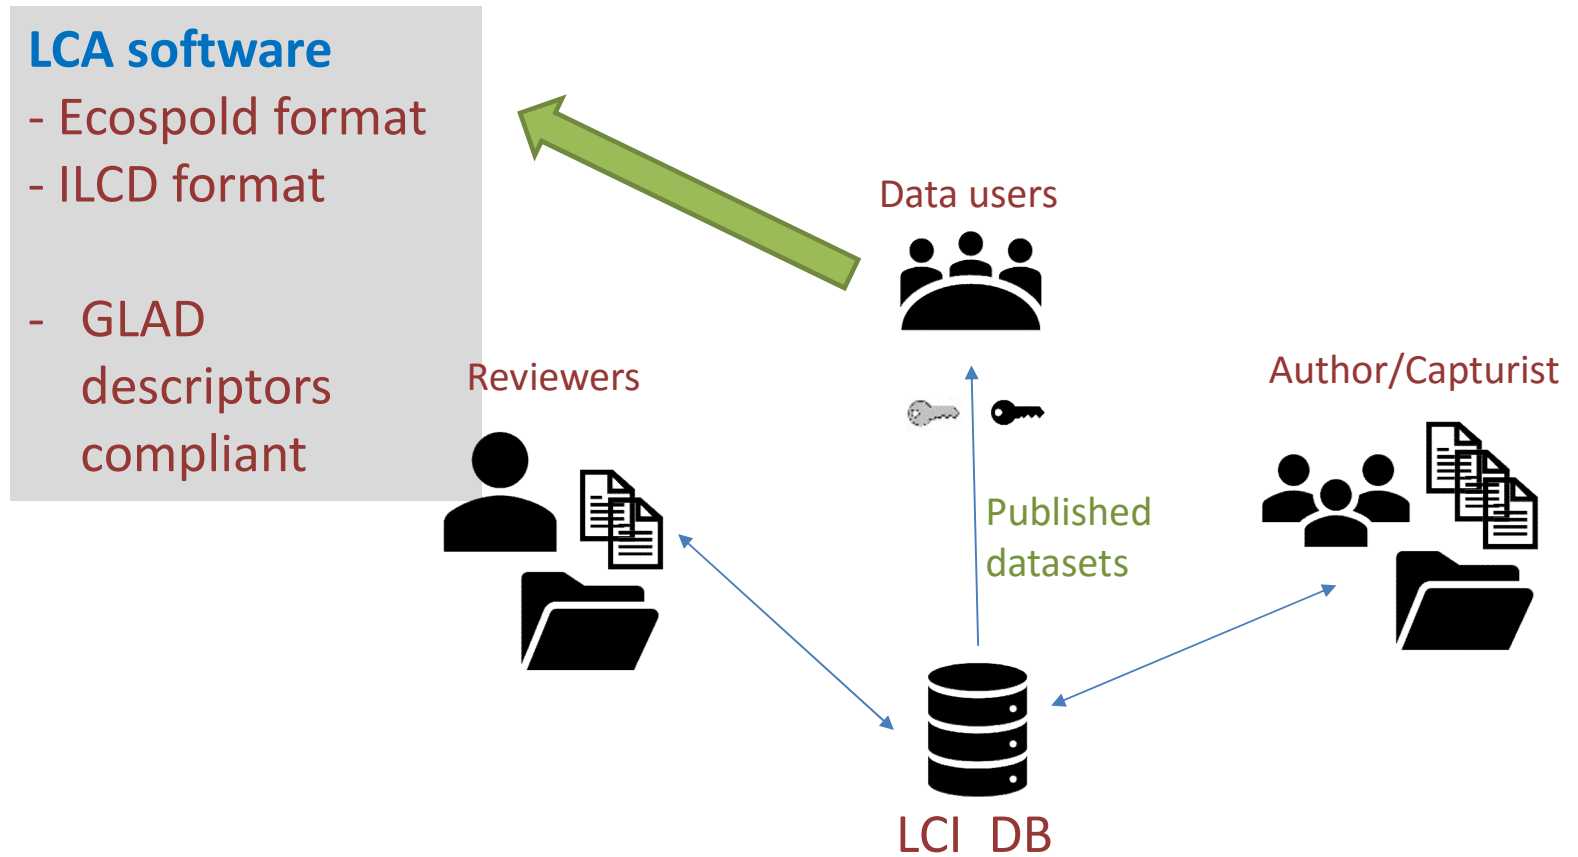 LCA software
- Ecospold format
- ILCD format
- GLAD
descriptors
compliant
Data users
Reviewers
Author/Capturist
Published
datasets
LCI DB